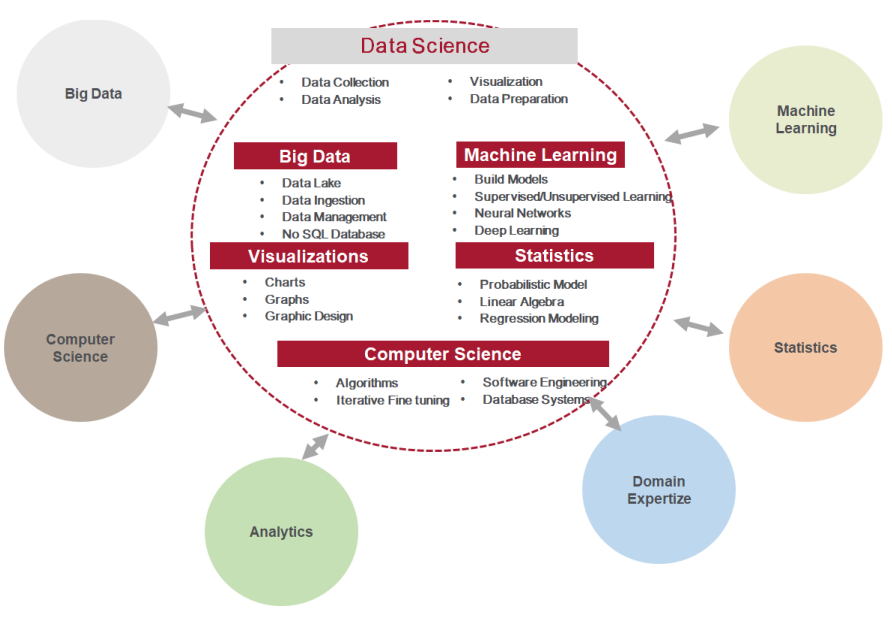 Data Science
• Data Collection
• Data Analysis
• Visualization
• Data Preparation
Big Data
Machine
Learning
Big Data
• Data Lake
• Data Ingestion
• Data Management
• No SQL Database
Machine Learning
• Build Models
• Supervised/Unsupervised Learning
• Neural Networks
• Deep Learning
Visualizations
• Charts
• Graphs
• Graphic Design
Statistics
• Probabilistic Model
• Linear Algebra
• Regression Modeling
Computer
Science
Statistics
Computer Science
• Algorithms
• Iterative Fine tuning
• Software Engineering
• Database Systems
Domain
Expertize
Analytics